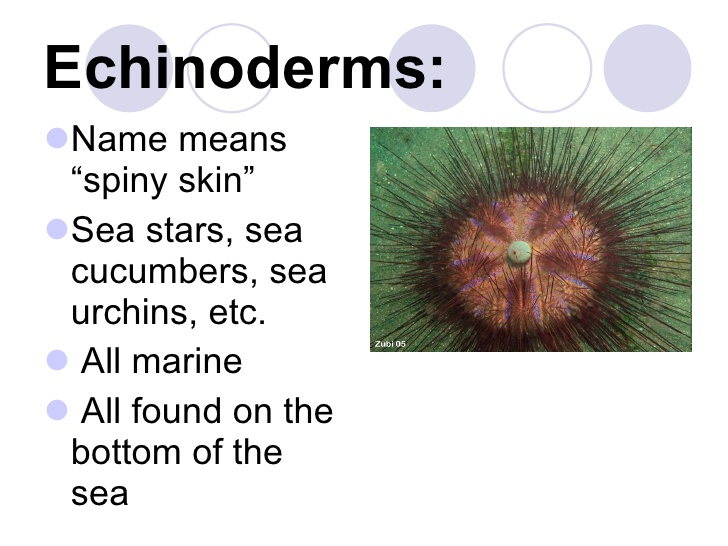 Echinoderms:
Name means
“spiny skin”
Sea stars, sea
cucumbers, sea
urchins, etc.
All marine
All found on the
bottom of the
sea
Zubi 05